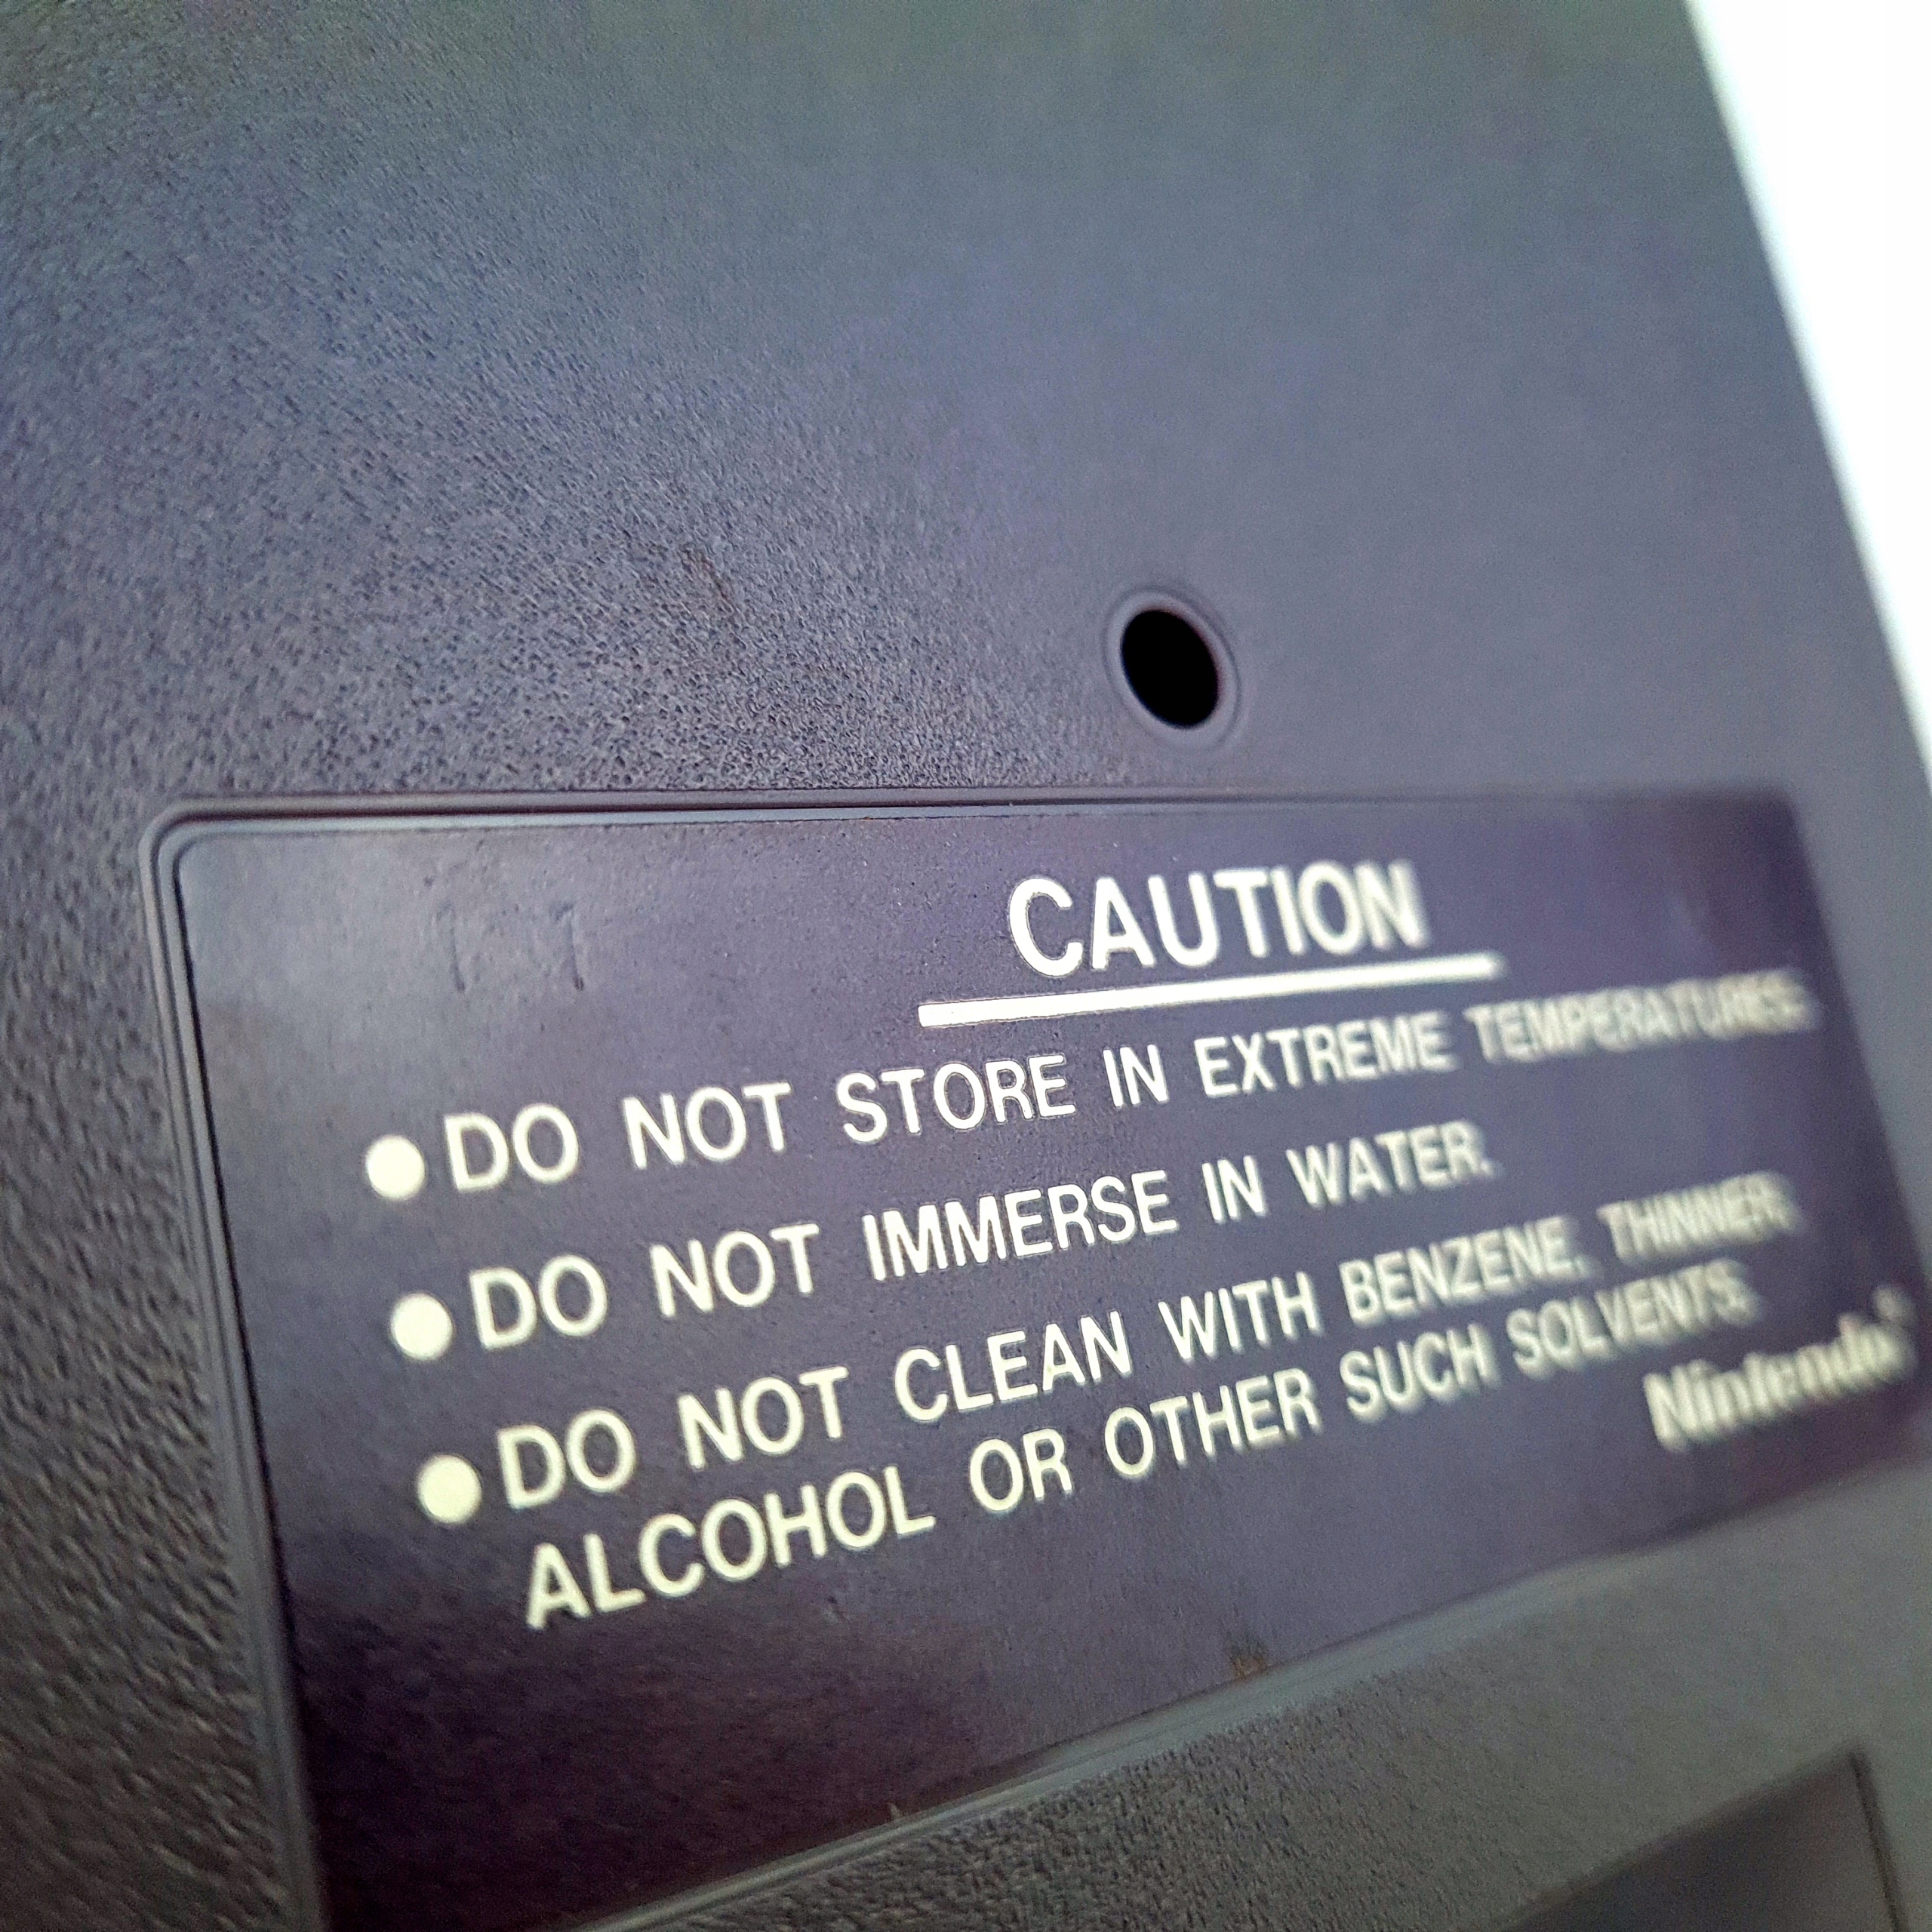 11
CAUTION
●DO NOT STORE IN EXTREME TEMPERATURES.
●DO NOT IMMERSE IN WATER.
●DO NOT CLEAN WITH BENZENE, THINNER,
ALCOHOL OR OTHER SUCH SOLVENTS.
Nintendo®